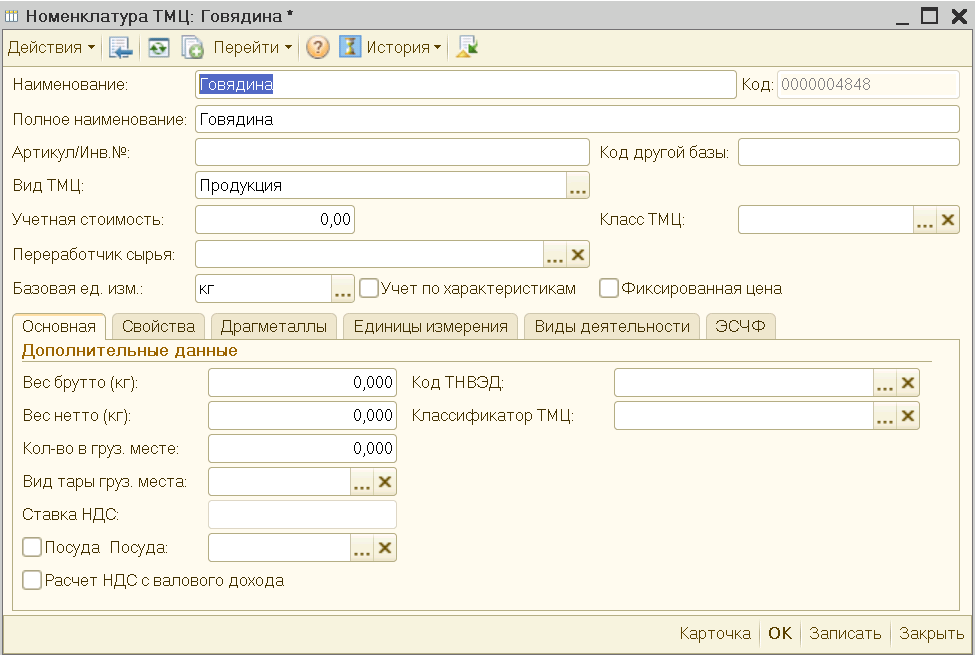 Номенклатура ТМЦ: Говядина *
Действия Перейти ? История
Наименование: Говядина Код: 0000004848
Полное наименование: Говядина
Артикул/Инв.№: Код другой базы:
Вид ТМЦ: Продукция ...
Учетная стоимость: 0,00 Класс ТМЦ: ... ×
Переработчик сырья: ... ×
Базовая ед. изм.: кг ... Учет по характеристикам Фиксированная цена
Основная Свойства Драгметаллы Единицы измерения Виды деятельности ЭСЧФ
Дополнительные данные
Вес брутто (кг): 0,000 Код ТНВЭД: ... ×
Вес нетто (кг): 0,000 Классификатор ТМЦ: ... ×
Кол-во в груз. месте: 0,000
Вид тары груз. места: ... ×
Ставка НДС:
Посуда Посуда: ... ×
Расчет НДС с валового дохода
Карточка ОК Записать Закрыть